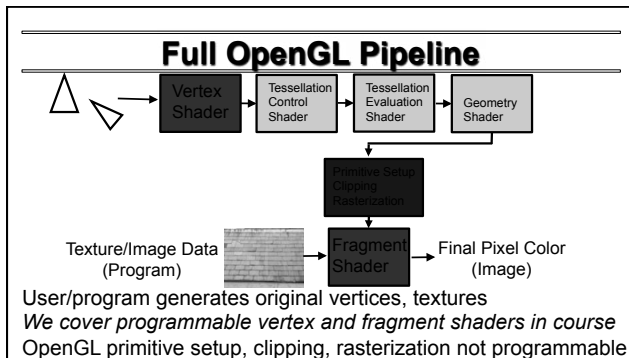 Full OpenGL Pipeline
Vertex
Shader
Tessellation
Control
Shader
Tessellation
Evaluation
Shader
Geometry
Shader
Primitive Setup
Clipping
Rasterization
Texture/Image Data
(Program)
Fragment
Shader
Final Pixel Color
(Image)
User/program generates original vertices, textures
We cover programmable vertex and fragment shaders in course
OpenGL primitive setup, clipping, rasterization not programmable